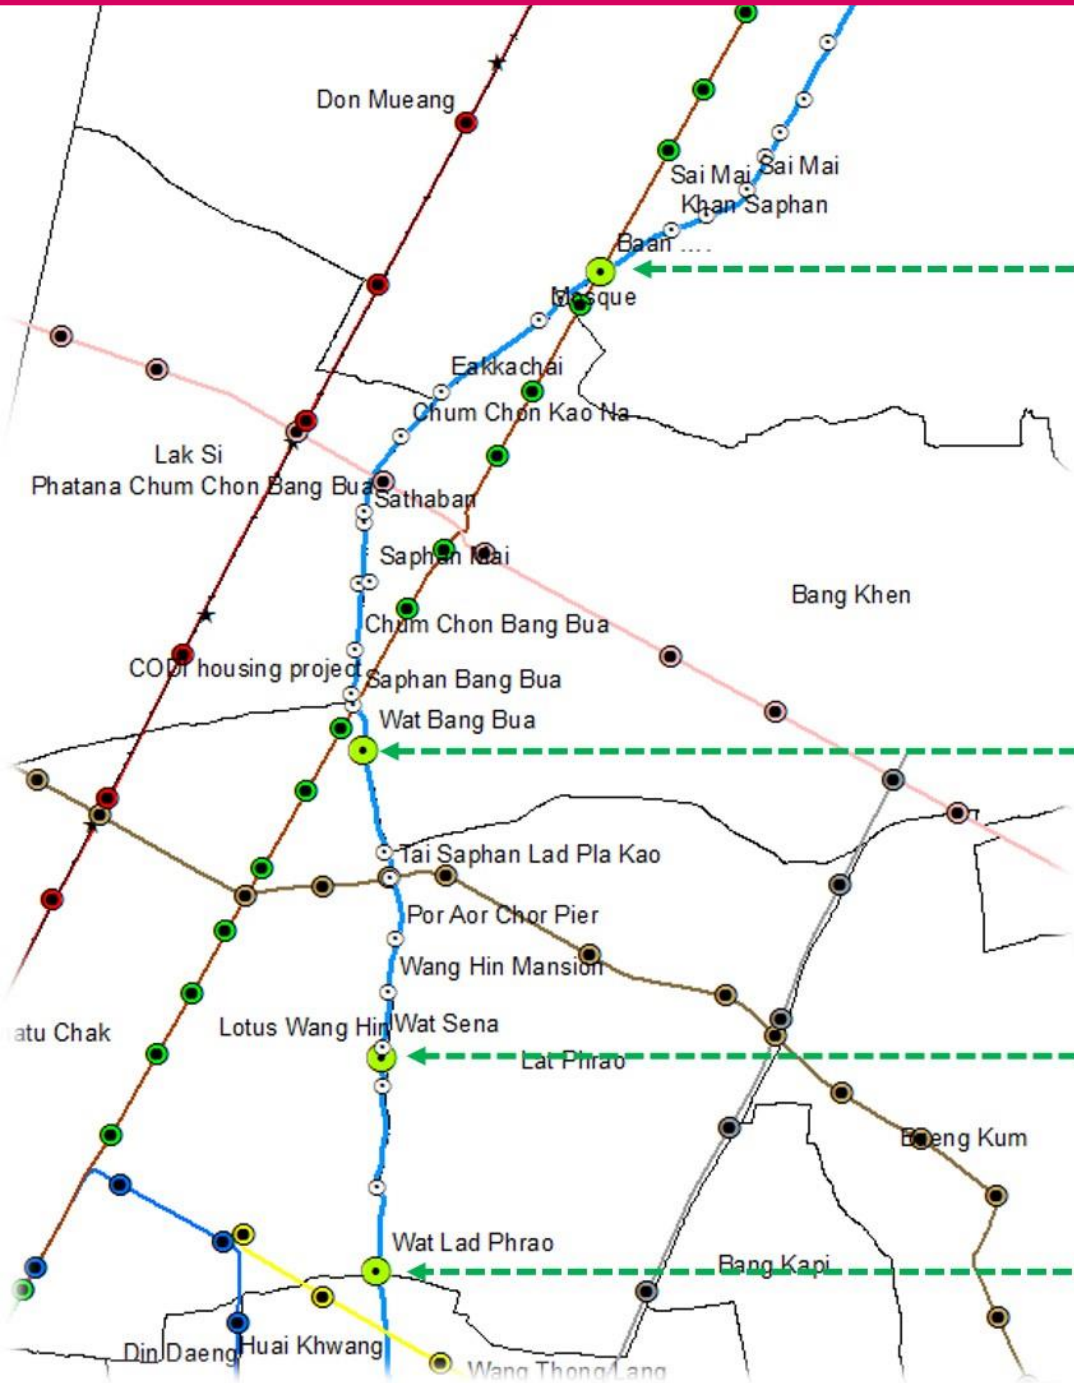 Don Mueang
Sai Mai
Sai Mai
Khan Saphan
Baan ....
Mosque
Eakkachai
Chum Chon Kao Na
Lak Si
Phatana Chum Chon Bang Bua
Sathaban
Saphan Mai
Bang Khen
Chum Chon Bang Bua
CODI housing project
Saphan Bang Bua
Wat Bang Bua
Tai Saphan Lad Pla Kao
Por Aor Chor Pier
Wang Hin Mansion
atu Chak
Lotus Wang Hin
Wat Sena
Lat Phrao
Bueng Kum
Wat Lad Phrao
Bang Kapi
Din Daeng
Huai Khwang
Wang Thong Lang